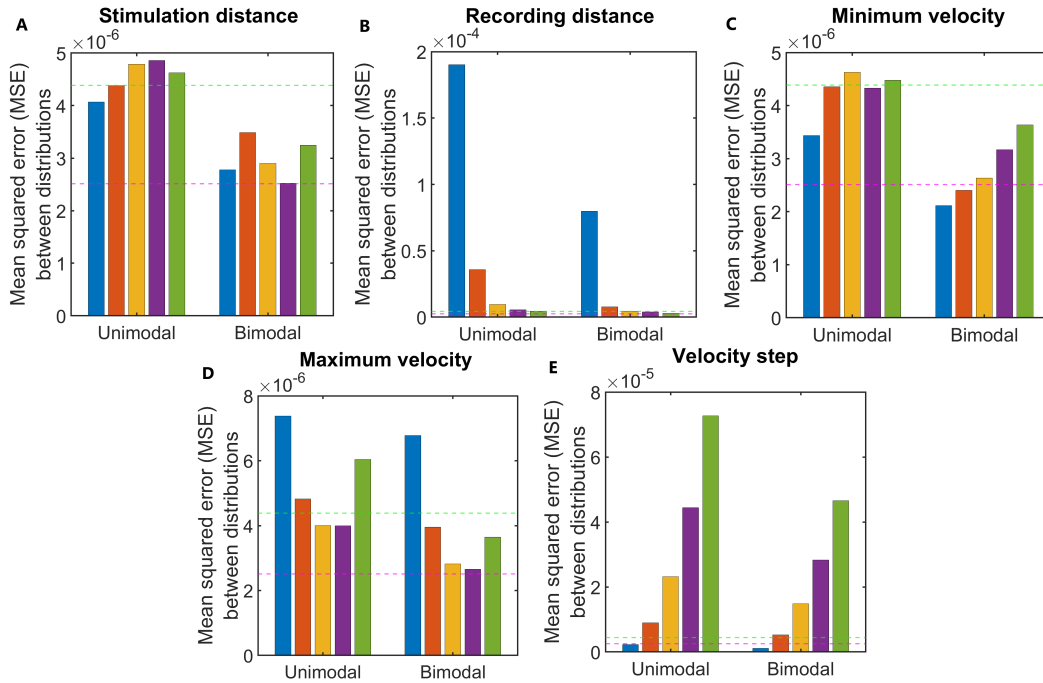 A
Stimulation distance
×10⁻⁶
Mean squared error (MSE)
between distributions
5
4
3
2
1
0
Unimodal
Bimodal
B
Recording distance
×10⁻⁴
Mean squared error (MSE)
between distributions
2
1.5
1
0.5
0
Unimodal
Bimodal
C
Minimum velocity
×10⁻⁶
Mean squared error (MSE)
between distributions
6
5
4
3
2
1
0
Unimodal
Bimodal
D
Maximum velocity
×10⁻⁶
Mean squared error (MSE)
between distributions
8
6
4
2
0
Unimodal
Bimodal
E
Velocity step
×10⁻⁵
Mean squared error (MSE)
between distributions
8
6
4
2
0
Unimodal
Bimodal